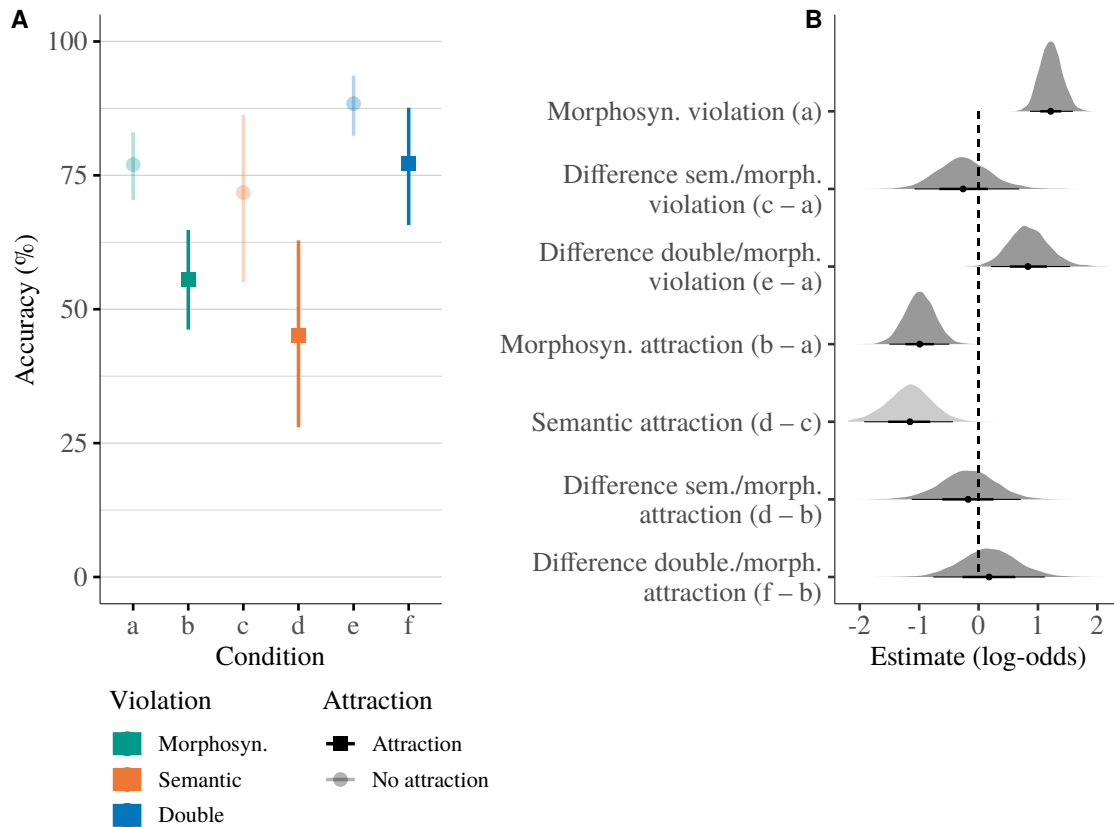 A
100
75
50
25
0
Accuracy (%)
a b c d e f
Condition
Violation
Morphosyn.
Semantic
Double
Attraction
Attraction
No attraction
B
Morphosyn. violation (a)
Difference sem./morph.
violation (c – a)
Difference double/morph.
violation (e – a)
Morphosyn. attraction (b – a)
Semantic attraction (d – c)
Difference sem./morph.
attraction (d – b)
Difference double./morph.
attraction (f – b)
-2 -1 0 1 2
Estimate (log-odds)